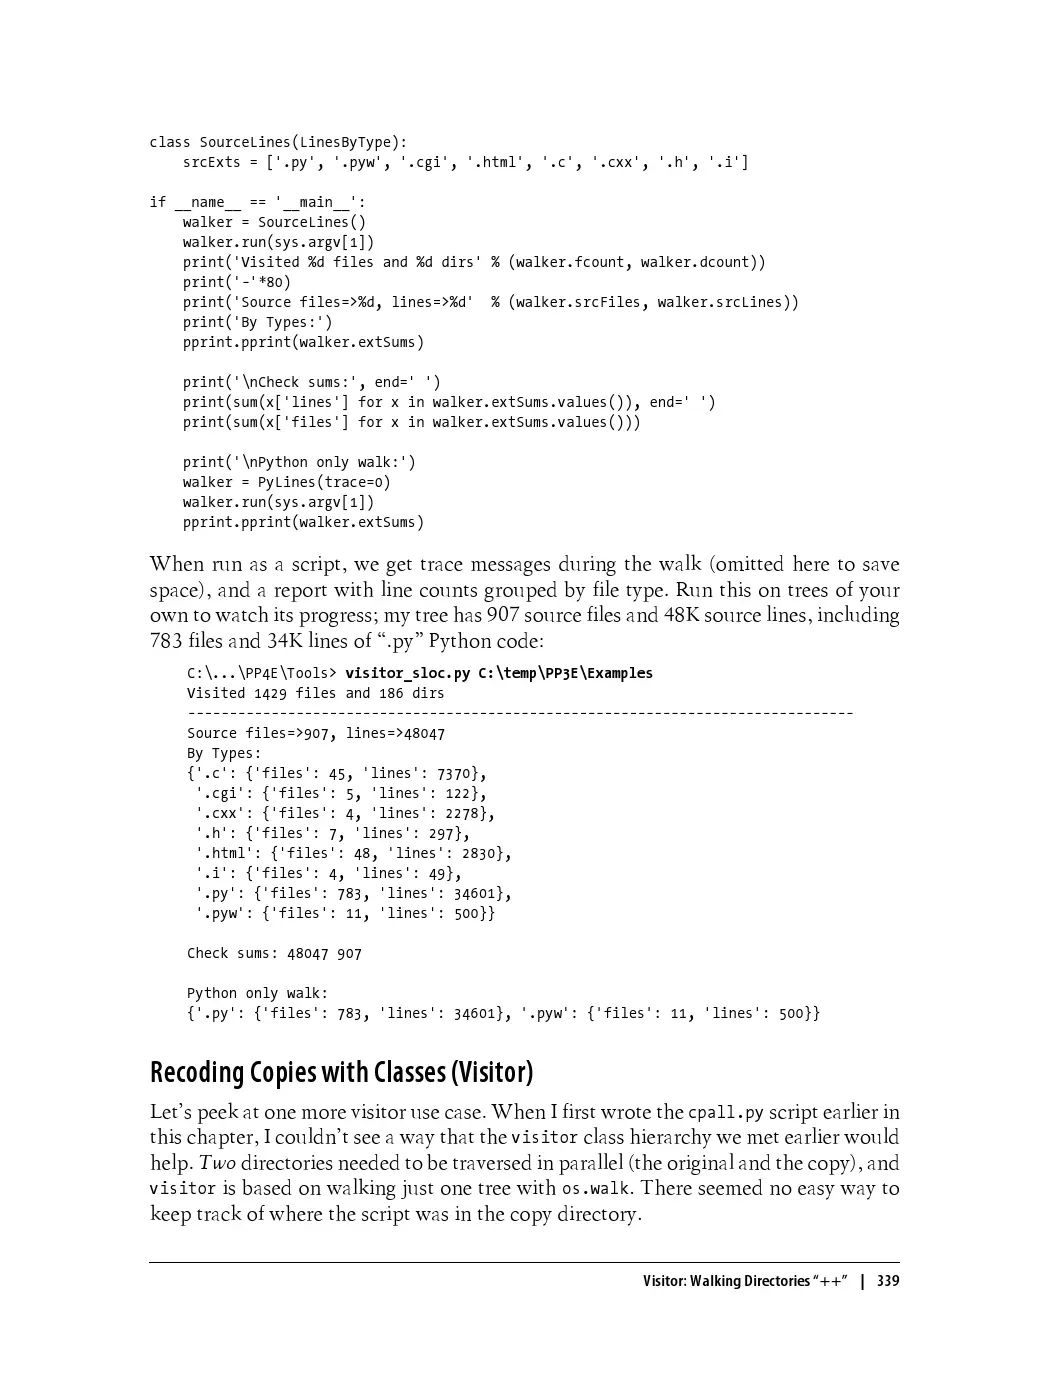 class SourceLines(LinesByType):
    srcExts = ['.py', '.pyw', '.cgi', '.html', '.c', '.cxx', '.h', '.i']

if __name__ == '__main__':
    walker = SourceLines()
    walker.run(sys.argv[1])
    print('Visited %d files and %d dirs' % (walker.fcount, walker.dcount))
    print('-'*80)
    print('Source files=>%d, lines=>%d'  % (walker.srcFiles, walker.srcLines))
    print('By Types:')
    pprint.pprint(walker.extSums)

    print('\nCheck sums:', end=' ')
    print(sum(x['lines'] for x in walker.extSums.values()), end=' ')
    print(sum(x['files'] for x in walker.extSums.values()))

    print('\nPython only walk:')
    walker = PyLines(trace=0)
    walker.run(sys.argv[1])
    pprint.pprint(walker.extSums)

When run as a script, we get trace messages during the walk (omitted here to save
space), and a report with line counts grouped by file type. Run this on trees of your
own to watch its progress; my tree has 907 source files and 48K source lines, including
783 files and 34K lines of “.py” Python code:

C:\...\PP4E\Tools> visitor_sloc.py C:\temp\PP3E\Examples
Visited 1429 files and 186 dirs
--------------------------------------------------------------------------------
Source files=>907, lines=>48047
By Types:
{'.c': {'files': 45, 'lines': 7370},
 '.cgi': {'files': 5, 'lines': 122},
 '.cxx': {'files': 4, 'lines': 2278},
 '.h': {'files': 7, 'lines': 297},
 '.html': {'files': 48, 'lines': 2830},
 '.i': {'files': 4, 'lines': 49},
 '.py': {'files': 783, 'lines': 34601},
 '.pyw': {'files': 11, 'lines': 500}}

Check sums: 48047 907

Python only walk:
{'.py': {'files': 783, 'lines': 34601}, '.pyw': {'files': 11, 'lines': 500}}

Recoding Copies with Classes (Visitor)
Let’s peek at one more visitor use case. When I first wrote the cpall.py script earlier in
this chapter, I couldn’t see a way that the visitor class hierarchy we met earlier would
help. Two directories needed to be traversed in parallel (the original and the copy), and
visitor is based on walking just one tree with os.walk. There seemed no easy way to
keep track of where the script was in the copy directory.

Visitor: Walking Directories “++” | 339